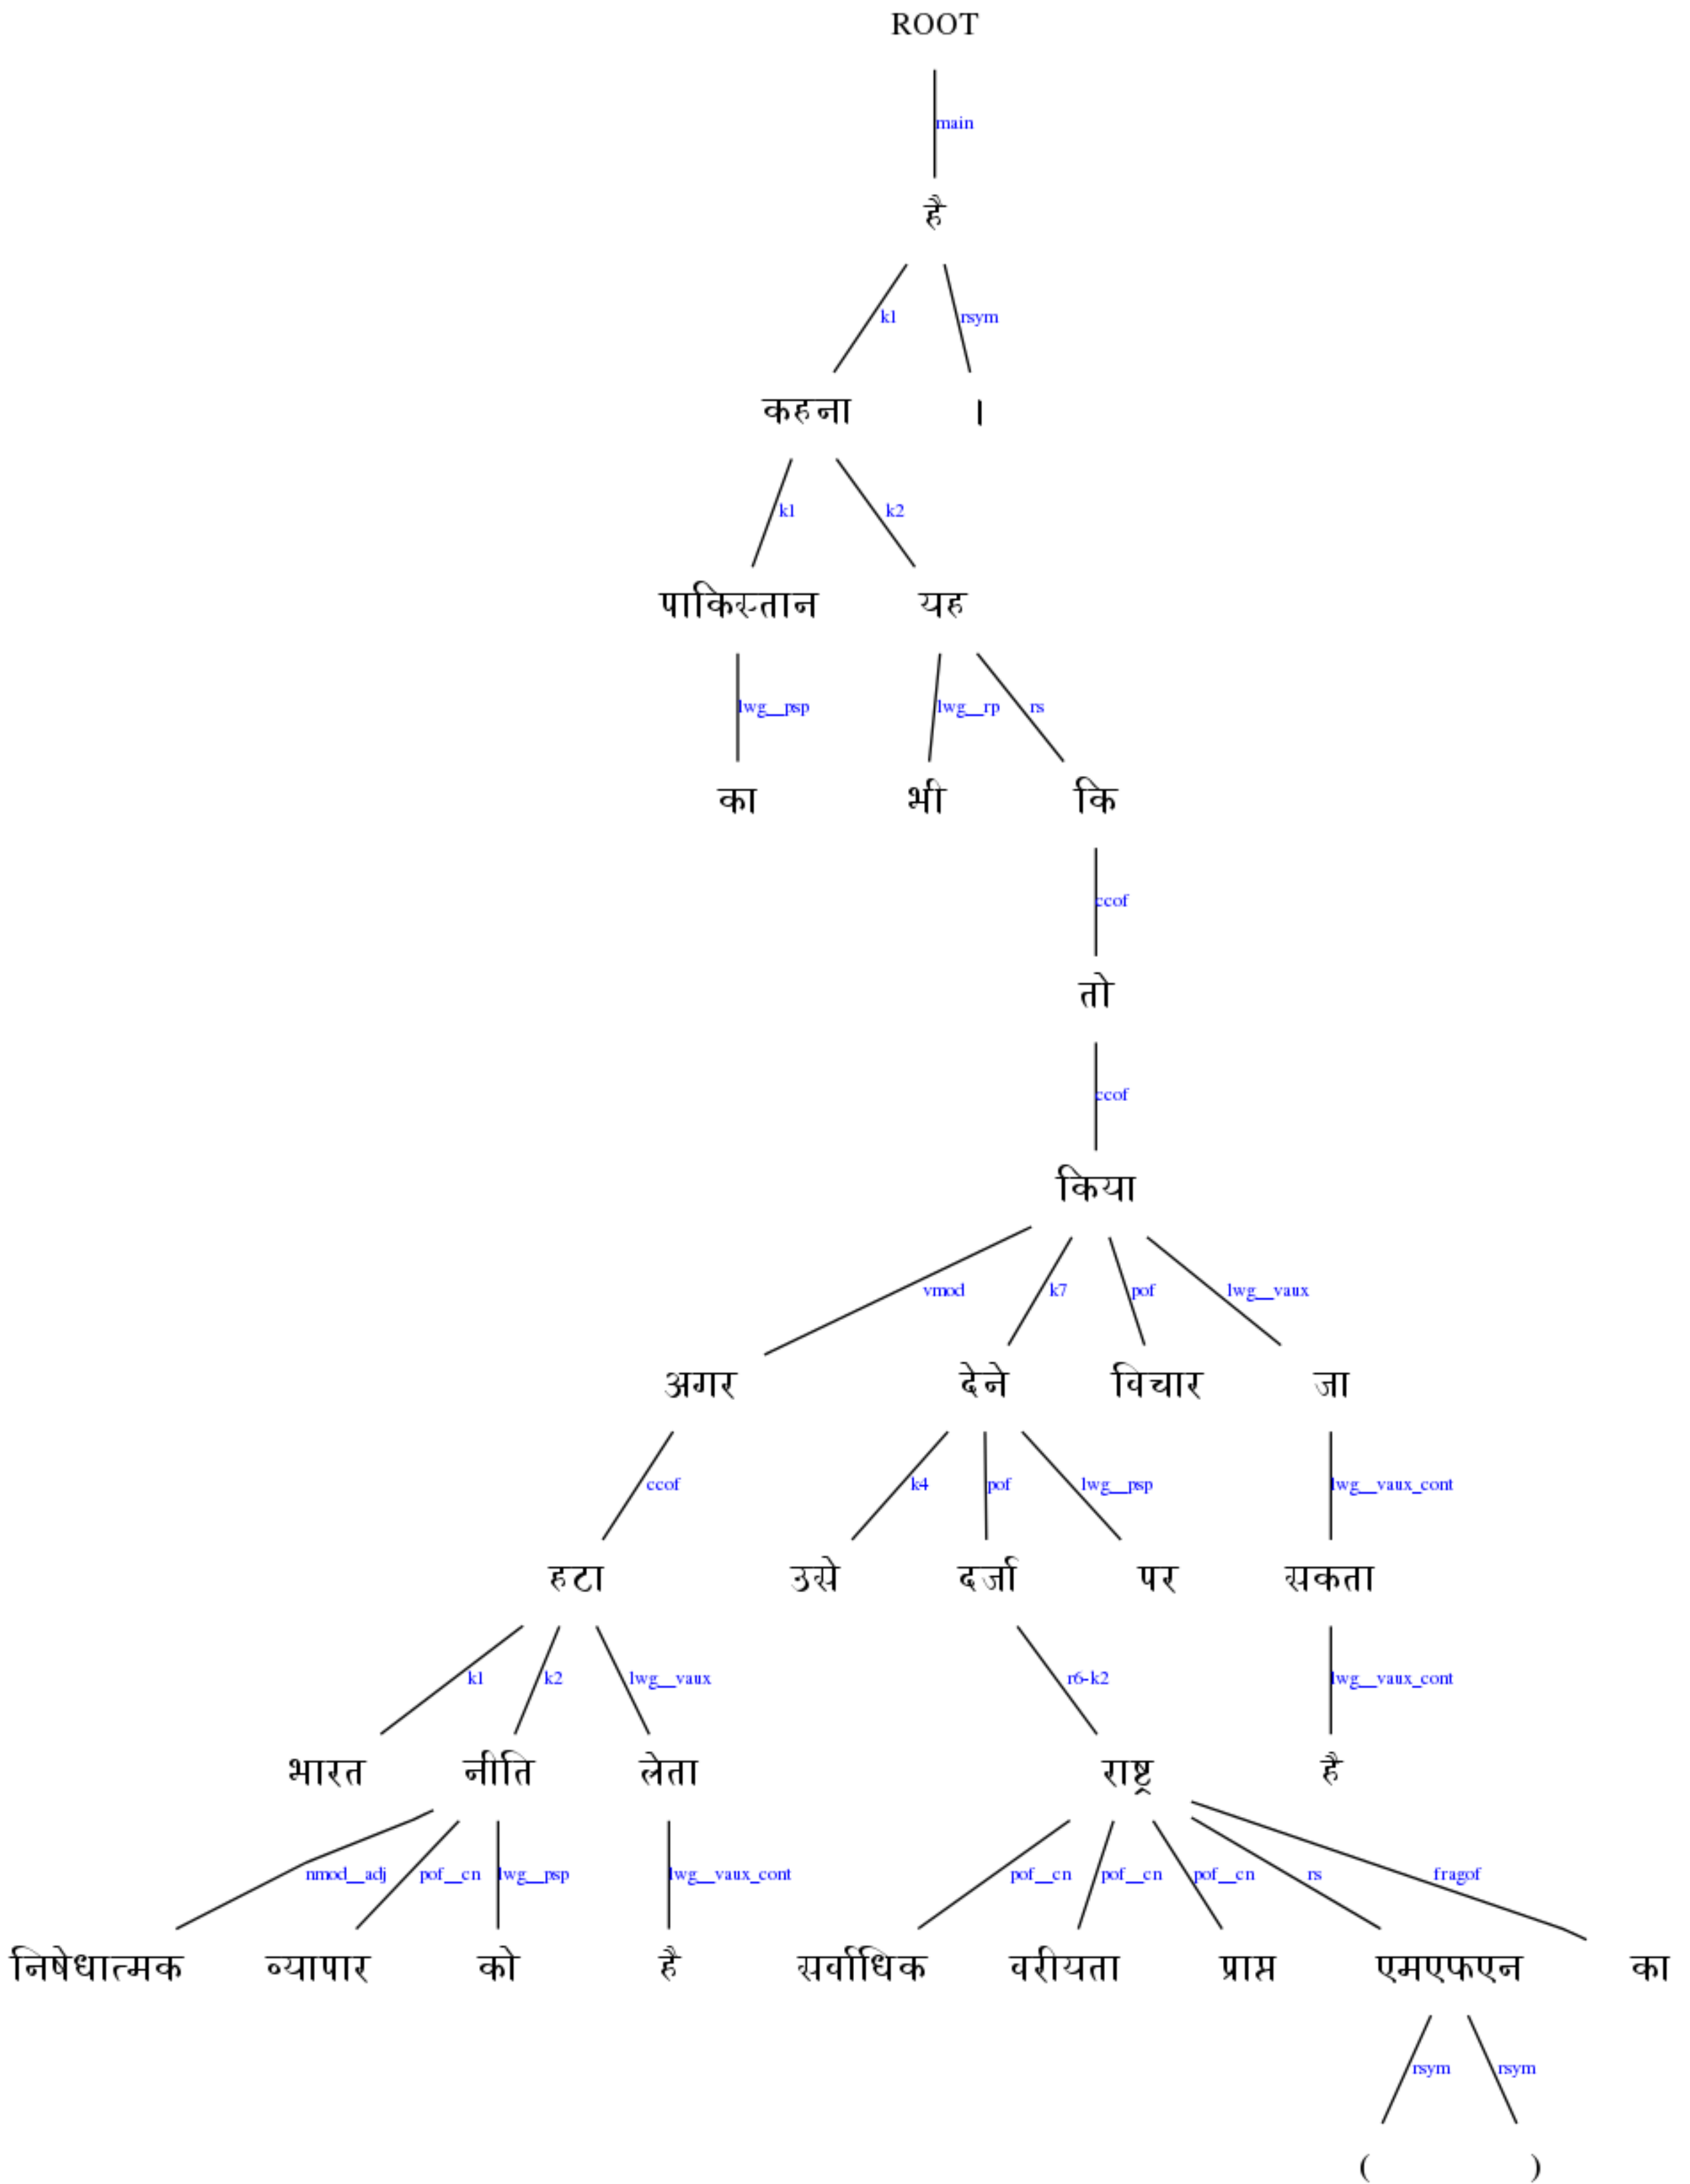 ROOT
main
है
k1 rsym
कहना ।
k1 k2
पाकिस्तान यह
lwg__psp lwg__rp rs
का भी कि
ccof
तो
ccof
किया
vmod k7 pof lwg__vaux
अगर देने विचार जा
ccof k4 pof lwg__psp lwg__vaux_cont
हटा उसे दर्जा पर सकता
k1 k2 lwg__vaux r6-k2 lwg__vaux_cont
भारत नीति लेता राष्ट्र है
nmod__adj pof__cn lwg__psp lwg__vaux_cont pof__cn pof__cn pof__cn rs fragof
निषेधात्मक व्यापार को है सर्वाधिक वरीयता प्राप्त एमएफएन का
rsym rsym
( )